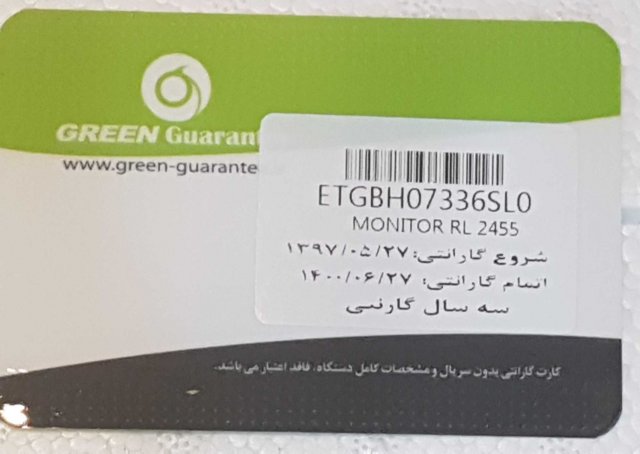 GREEN Guarant
www.green-guarante
ETGBH07336SL0
MONITOR RL 2455
شروع گارانتی: ۱۳۹۷/۰۵/۲۷
اتمام گارانتی: ۱۴۰۰/۰۶/۲۷
سه سال گارنتی
کارت گارانتی بدون سریال و مشخصات کامل دستگاه، فاقد اعتبار می باشد.